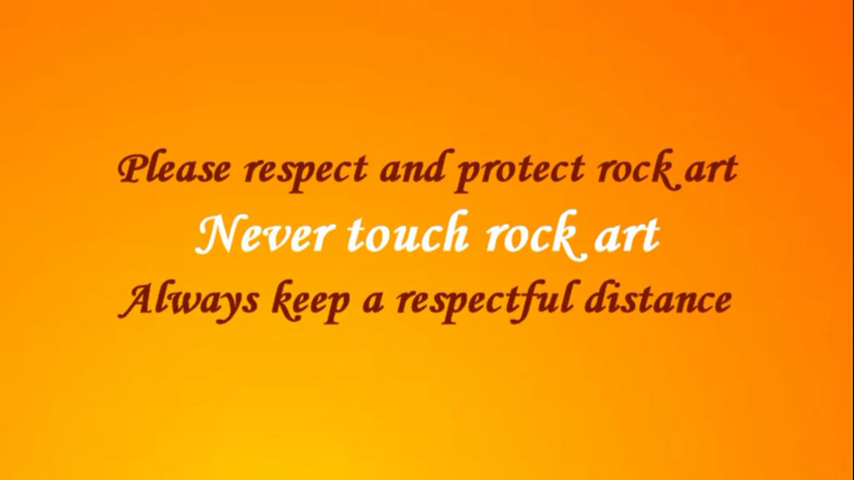 Please respect and protect rock art
Never touch rock art
Always keep a respectful distance